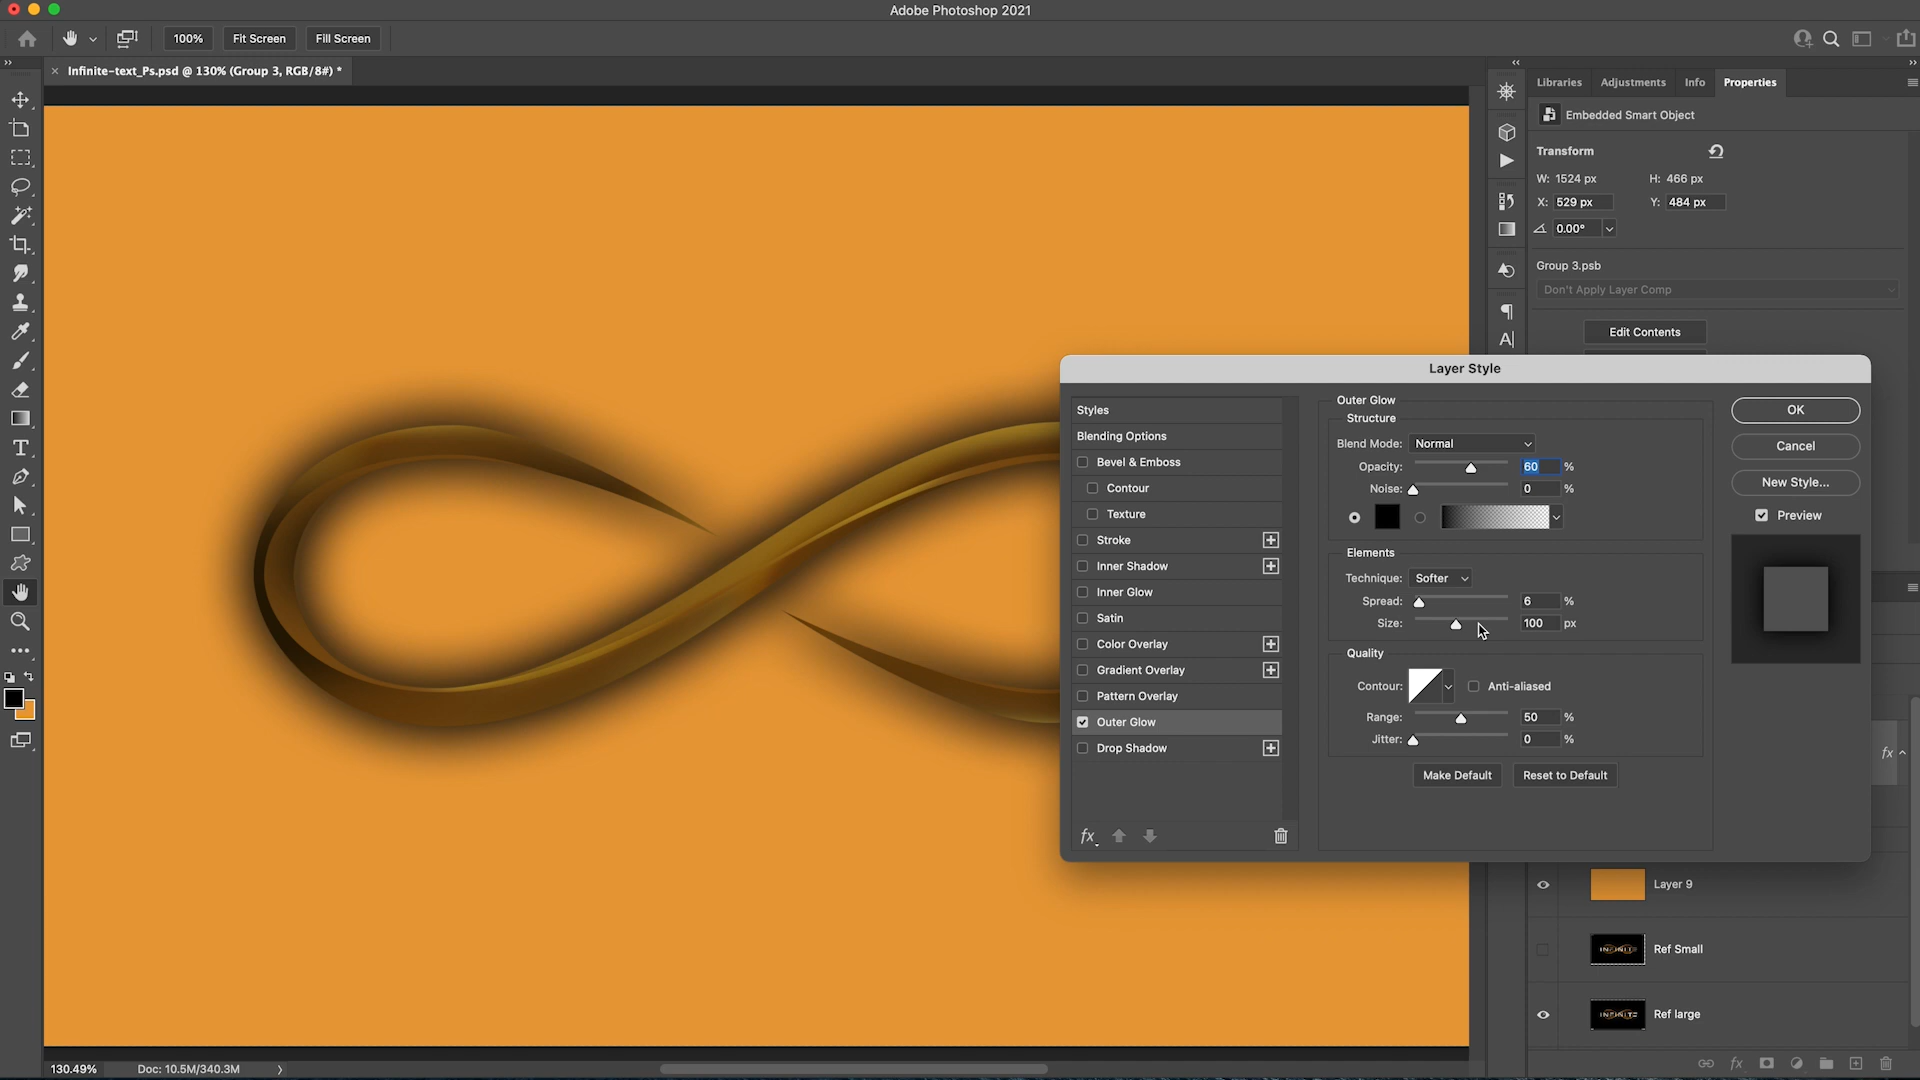 Adobe Photoshop 2021
100%
Fit Screen
Fill Screen
Infinite-text_Ps.psd @ 130% (Group 3, RGB/8#) *
Libraries
Adjustments
Info
Properties
Embedded Smart Object
Transform
W: 1524 px
H: 466 px
X: 529 px
Y: 484 px
0.00°
Group 3.psb
Don't Apply Layer Comp
Edit Contents
Layer Style
Styles
Blending Options
Bevel & Emboss
Contour
Texture
Stroke
Inner Shadow
Inner Glow
Satin
Color Overlay
Gradient Overlay
Pattern Overlay
Outer Glow
Drop Shadow
fx
Outer Glow
Structure
Blend Mode: Normal
Opacity: 60 %
Noise: 0 %
Elements
Technique: Softer
Spread: 6 %
Size: 100 px
Quality
Contour: Anti-aliased
Range: 50 %
Jitter: 0 %
Make Default
Reset to Default
OK
Cancel
New Style...
Preview
fx
Layer 9
INFINITE
Ref Small
INFINITE
Ref large
fx
130.49%
Doc: 10.5M/340.3M